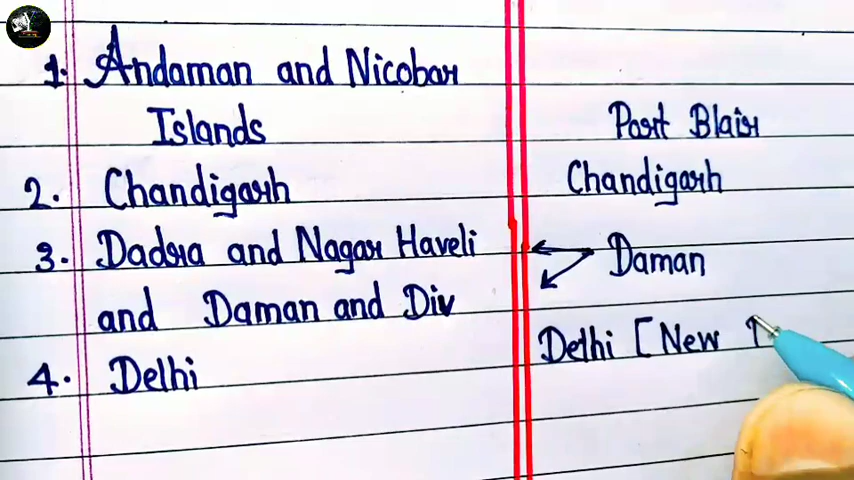 1. Andaman and Nicobar
Islands
Port Blair
2. Chandigarh
Chandigarh
3. Dadra and Nagar Haveli
and Daman and Div
Daman
4. Delhi
Delhi [New